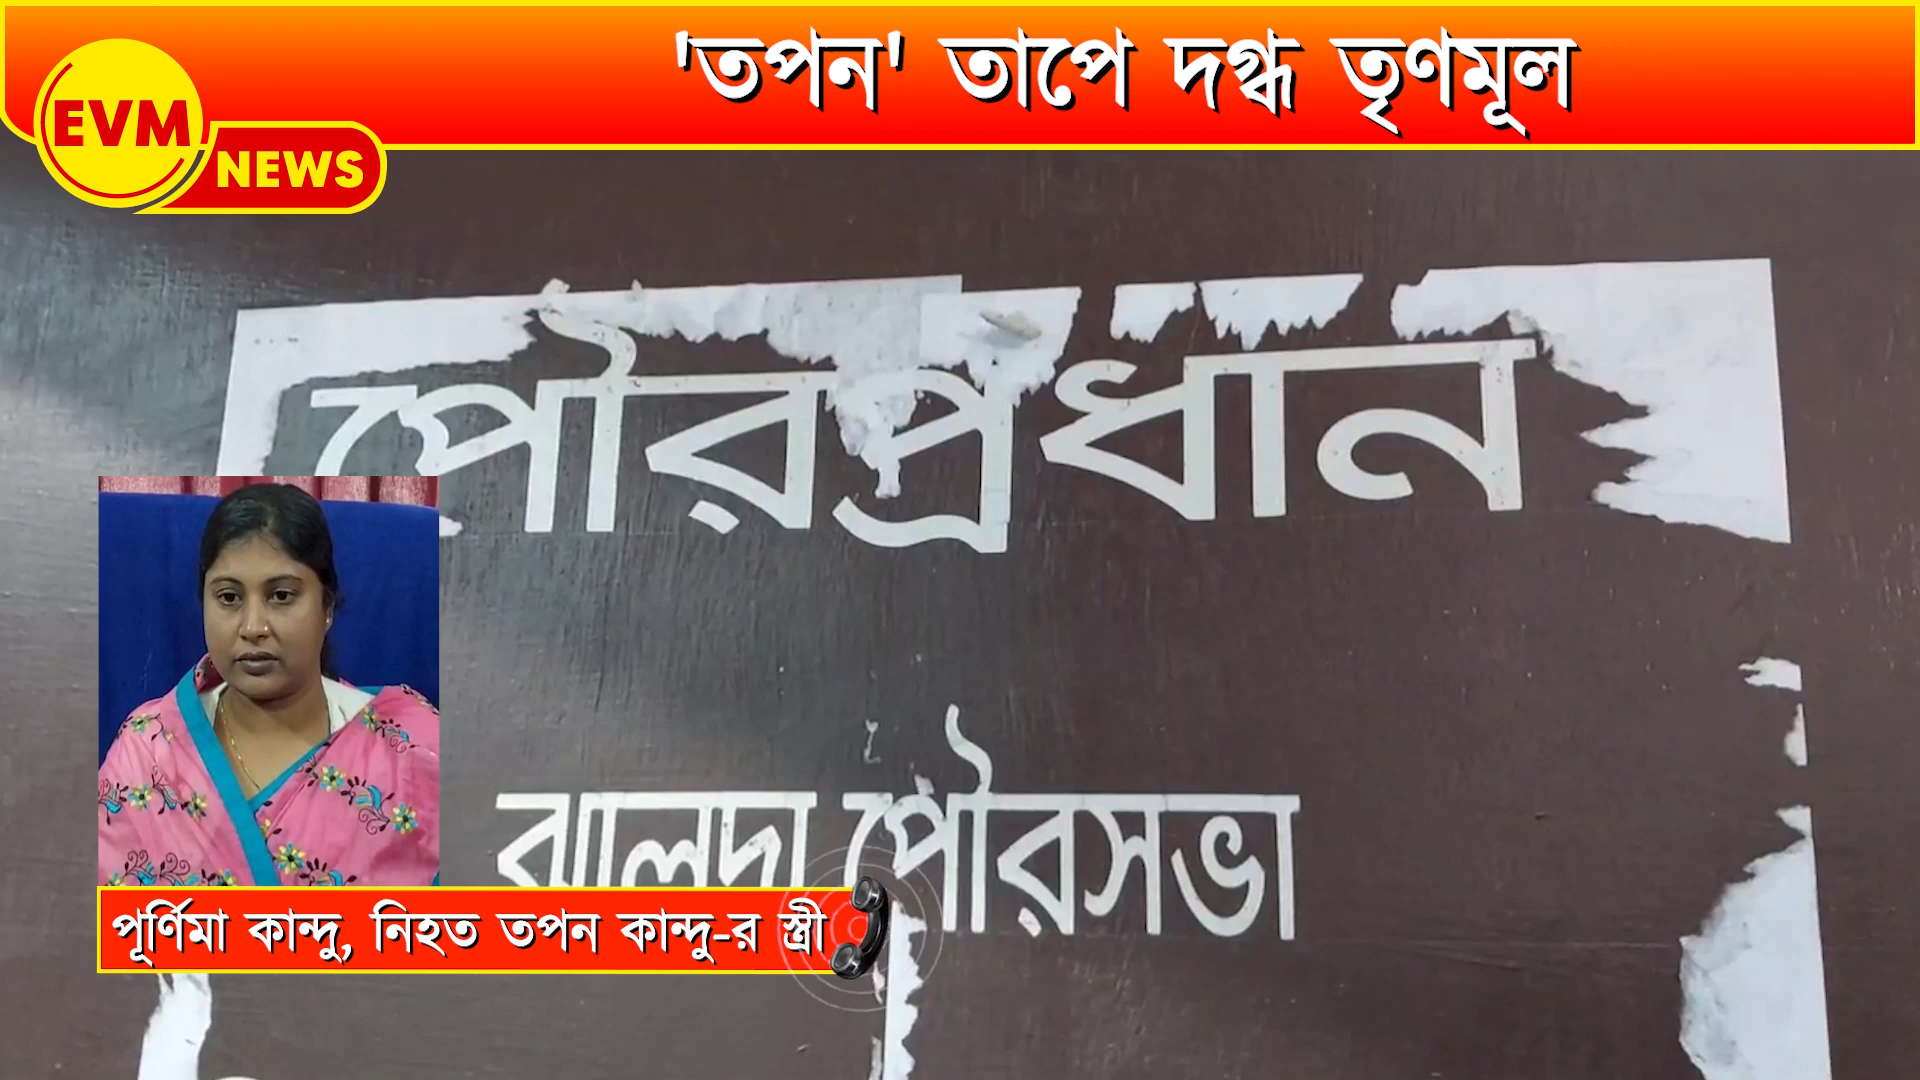 'তপন' তাপে দগ্ধ তৃণমূল
EVM
NEWS
পৌরপ্রধান
ঝালদা পৌরসভা
পূর্ণিমা কান্দু, নিহত তপন কান্দু-র স্ত্রী